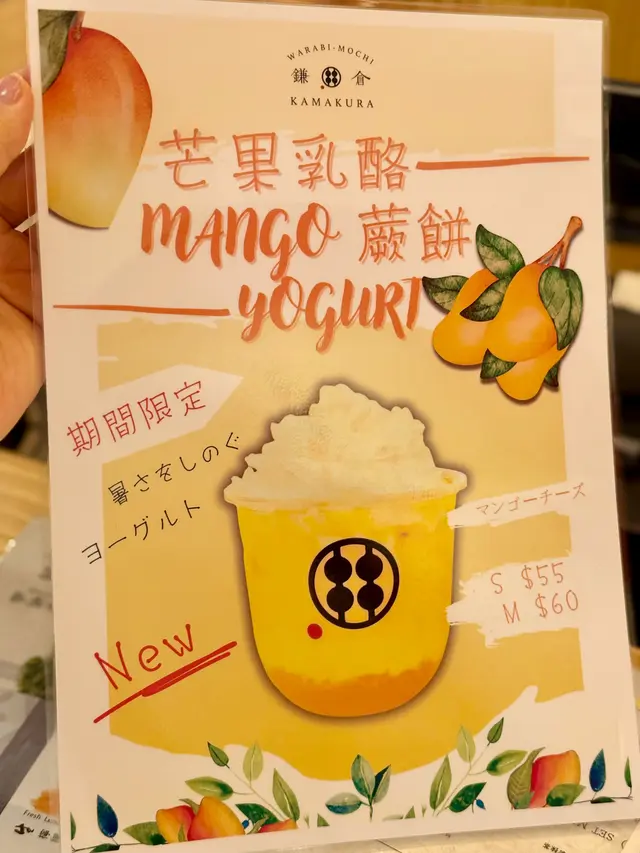 WARABI-MOCHI
鎌倉
KAMAKURA
芒果乳酪
MANGO 蕨餅
YOGURT
期間限定
暑さをしのぐ
ヨーグルト
マンゴーチーズ
S $55
M $60
New